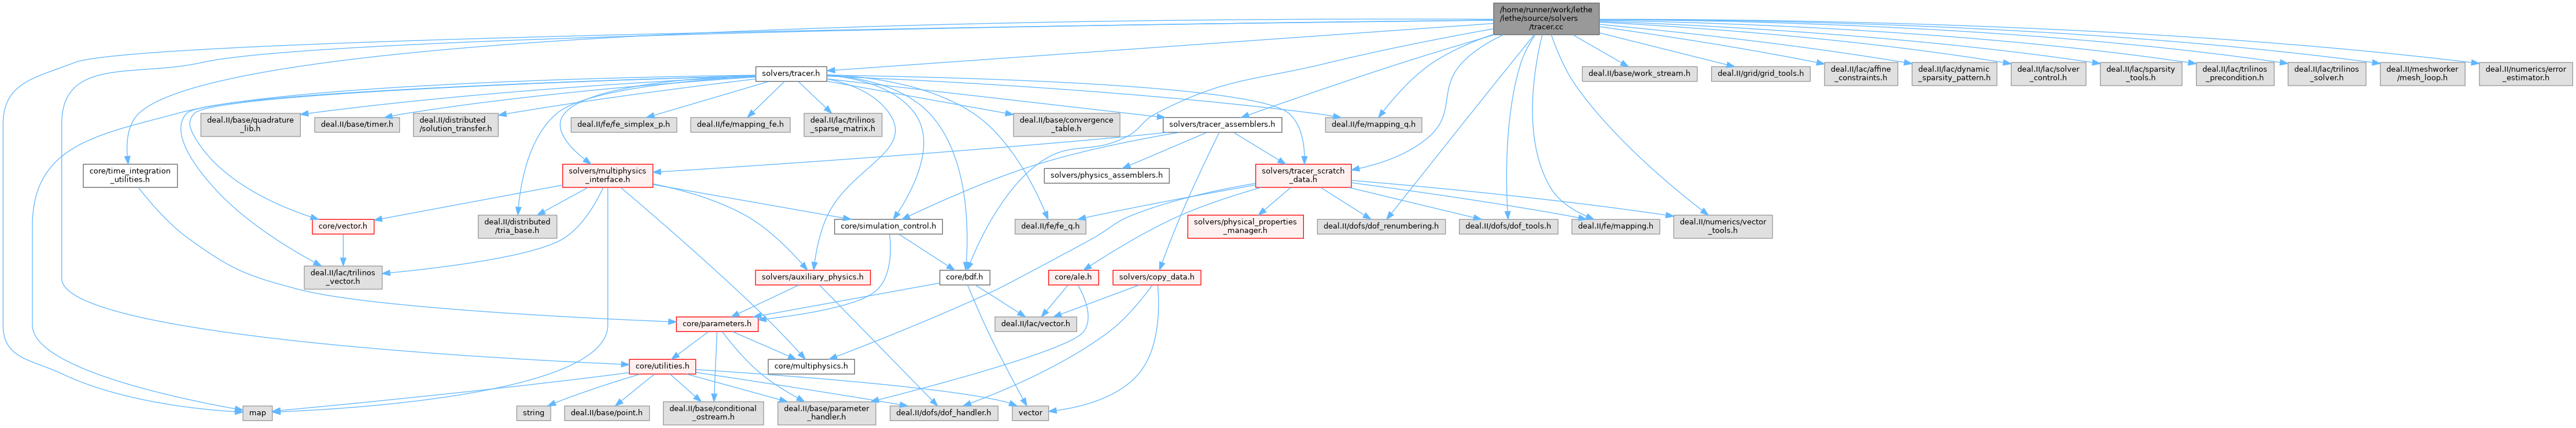 /home/runner/work/lethe
/lethe/source/solvers
/tracer.cc
solvers/tracer.h
deal.II/base/work_stream.h
deal.II/grid/grid_tools.h
deal.II/lac/affine
_constraints.h
deal.II/lac/dynamic
_sparsity_pattern.h
deal.II/lac/solver
_control.h
deal.II/lac/sparsity
_tools.h
deal.II/lac/trilinos
_precondition.h
deal.II/lac/trilinos
_solver.h
deal.II/meshworker
/mesh_loop.h
deal.II/numerics/error
_estimator.h
deal.II/base/quadrature
_lib.h
deal.II/base/timer.h
deal.II/distributed
/solution_transfer.h
deal.II/fe/fe_simplex_p.h
deal.II/fe/mapping_fe.h
deal.II/lac/trilinos
_sparse_matrix.h
deal.II/base/convergence
_table.h
solvers/tracer_assemblers.h
deal.II/fe/mapping_q.h
core/time_integration
_utilities.h
solvers/multiphysics
_interface.h
solvers/physics_assemblers.h
solvers/tracer_scratch
_data.h
core/vector.h
deal.II/distributed
/tria_base.h
core/simulation_control.h
deal.II/fe/fe_q.h
solvers/physical_properties
_manager.h
deal.II/dofs/dof_renumbering.h
deal.II/dofs/dof_tools.h
deal.II/fe/mapping.h
deal.II/numerics/vector
_tools.h
deal.II/lac/trilinos
_vector.h
solvers/auxiliary_physics.h
core/bdf.h
core/ale.h
solvers/copy_data.h
core/parameters.h
deal.II/lac/vector.h
core/utilities.h
core/multiphysics.h
map
string
deal.II/base/point.h
deal.II/base/conditional
_ostream.h
deal.II/base/parameter
_handler.h
deal.II/dofs/dof_handler.h
vector